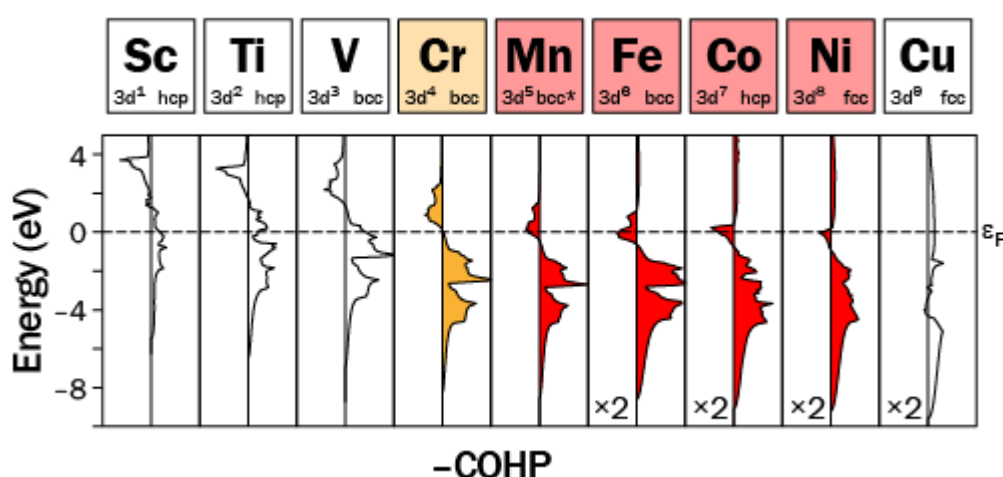 Sc Ti V Cr Mn Fe Co Ni Cu
3d¹ hcp 3d² hcp 3d³ bcc 3d⁴ bcc 3d⁵ bcc* 3d⁶ bcc 3d⁷ hcp 3d⁸ fcc 3d⁹ fcc
Energy (eV)
4
0
−4
−8
εF
×2 ×2 ×2 ×2
−COHP